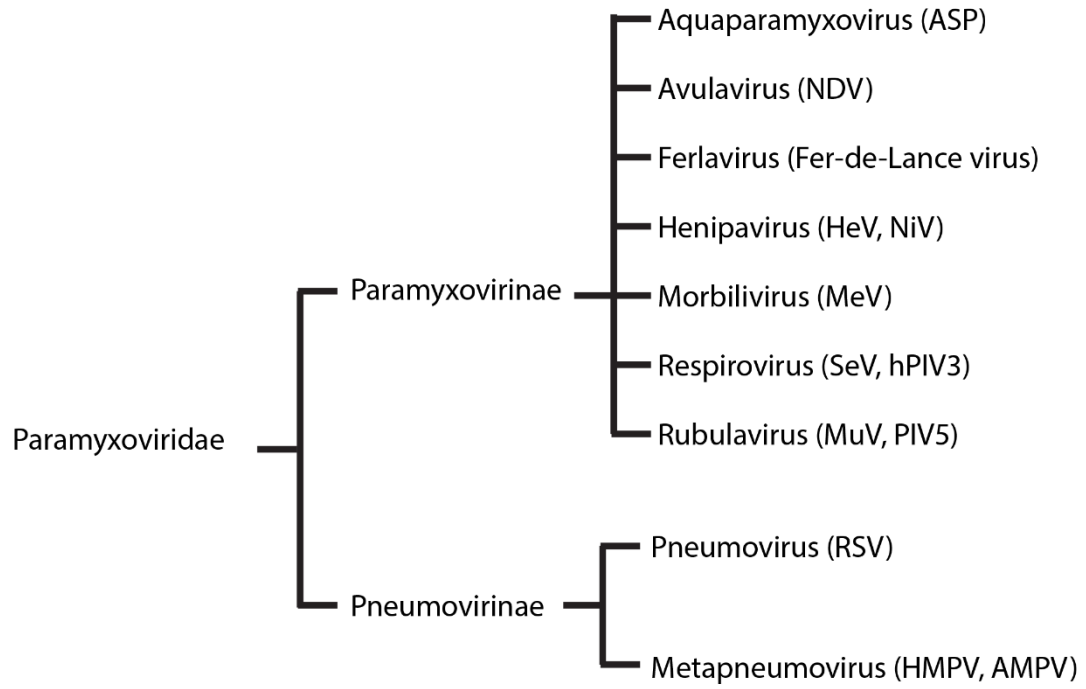 Aquaparamyxovirus (ASP)
Avulavirus (NDV)
Ferlavirus (Fer-de-Lance virus)
Henipavirus (HeV, NiV)
Paramyxovirinae
Morbilivirus (MeV)
Respirovirus (SeV, hPIV3)
Rubulavirus (MuV, PIV5)
Paramyxoviridae
Pneumovirus (RSV)
Pneumovirinae
Metapneumovirus (HMPV, AMPV)